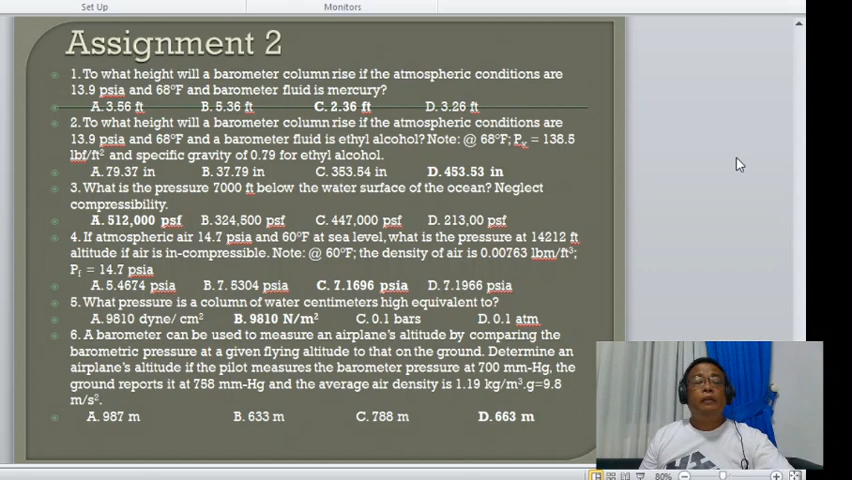 Set Up Monitors
Assignment 2
1. To what height will a barometer column rise if the atmospheric conditions are
13.9 psia and 68°F and barometer fluid is mercury?
A. 3.56 ft B. 5.36 ft C. 2.36 ft D. 3.26 ft
2. To what height will a barometer column rise if the atmospheric conditions are
13.9 psia and 68°F and a barometer fluid is ethyl alcohol? Note: @ 68°F; Pv = 138.5
lbf/ft² and specific gravity of 0.79 for ethyl alcohol.
A. 79.37 in B. 37.79 in C. 353.54 in D. 453.53 in
3. What is the pressure 7000 ft below the water surface of the ocean? Neglect
compressibility.
A. 512,000 psf B. 324,500 psf C. 447,000 psf D. 213,00 psf
4. If atmospheric air 14.7 psia and 60°F at sea level, what is the pressure at 14212 ft
altitude if air is in-compressible. Note: @ 60°F; the density of air is 0.00763 lbm/ft³;
Pf = 14.7 psia
A. 5.4674 psia B. 7.5304 psia C. 7.1696 psia D. 7.1966 psia
5. What pressure is a column of water centimeters high equivalent to?
A. 9810 dyne/ cm² B. 9810 N/m² C. 0.1 bars D. 0.1 atm
6. A barometer can be used to measure an airplane's altitude by comparing the
barometric pressure at a given flying altitude to that on the ground. Determine an
airplane's altitude if the pilot measures the barometer pressure at 700 mm-Hg, the
ground reports it at 758 mm-Hg and the average air density is 1.19 kg/m³.g=9.8
m/s².
A. 987 m B. 633 m C. 788 m D. 663 m
80%